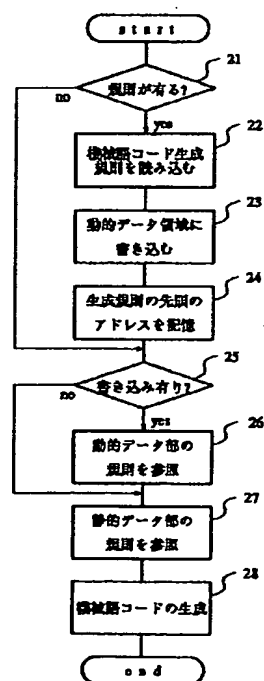 start
21
規則が有る?
no
yes
22
機械語コード生成
規則を読み込む
23
動的データ領域に
書き込む
24
生成規則の先頭の
アドレスを記憶
25
書き込み有り?
no
yes
26
動的データ部の
規則を参照
27
静的データ部の
規則を参照
28
機械語コードの生成
end